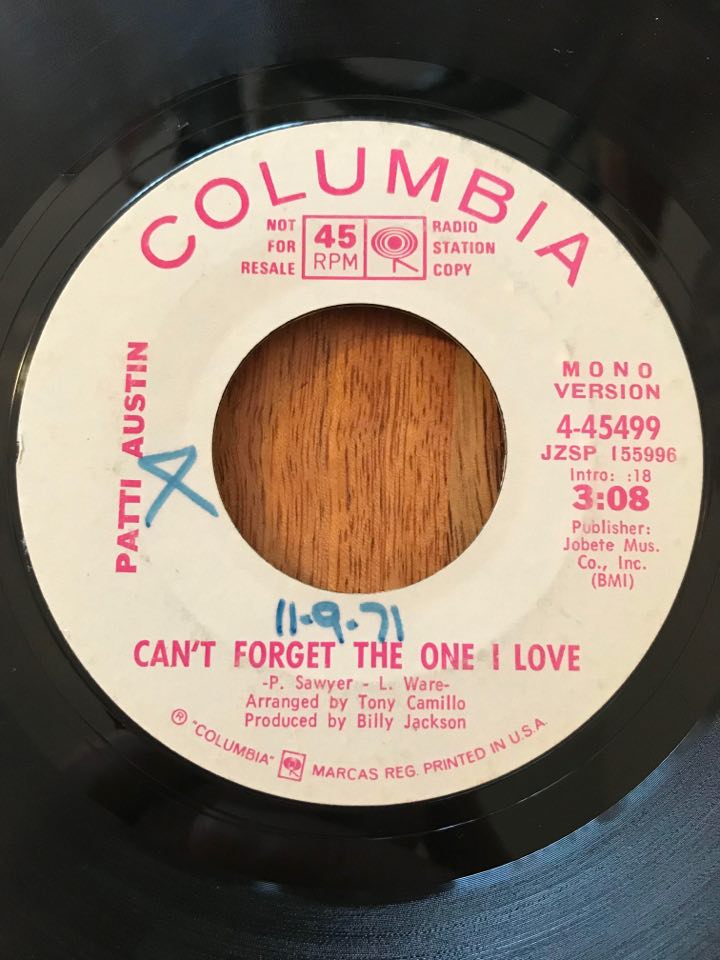 COLUMBIA
NOT FOR RESALE
45 RPM
RADIO STATION COPY
PATTI AUSTIN
4
MONO
VERSION
4-45499
JZSP 155996
Intro: :18
3:08
Publisher:
Jobete Mus.
Co., Inc.
(BMI)
11-9-71
CAN'T FORGET THE ONE I LOVE
-P. Sawyer - L. Ware-
Arranged by Tony Camillo
Produced by Billy Jackson
® "COLUMBIA" MARCAS REG. PRINTED IN U.S.A.